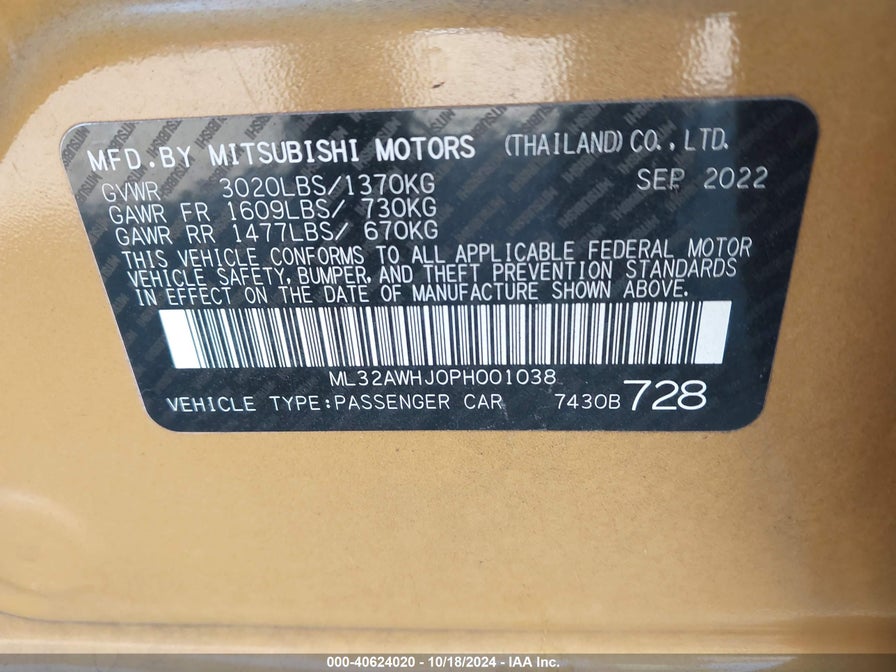 MFD.BY MITSUBISHI MOTORS (THAILAND) CO., LTD.
GVWR 3020LBS/1370KG SEP 2022
GAWR FR 1609LBS/ 730KG
GAWR RR 1477LBS/ 670KG
THIS VEHICLE CONFORMS TO ALL APPLICABLE FEDERAL MOTOR
VEHICLE SAFETY, BUMPER, AND THEFT PREVENTION STANDARDS
IN EFFECT ON THE DATE OF MANUFACTURE SHOWN ABOVE.
ML32AWHJ0PH001038
VEHICLE TYPE:PASSENGER CAR 7430B 728
000-40624020 - 10/18/2024 - IAA Inc.